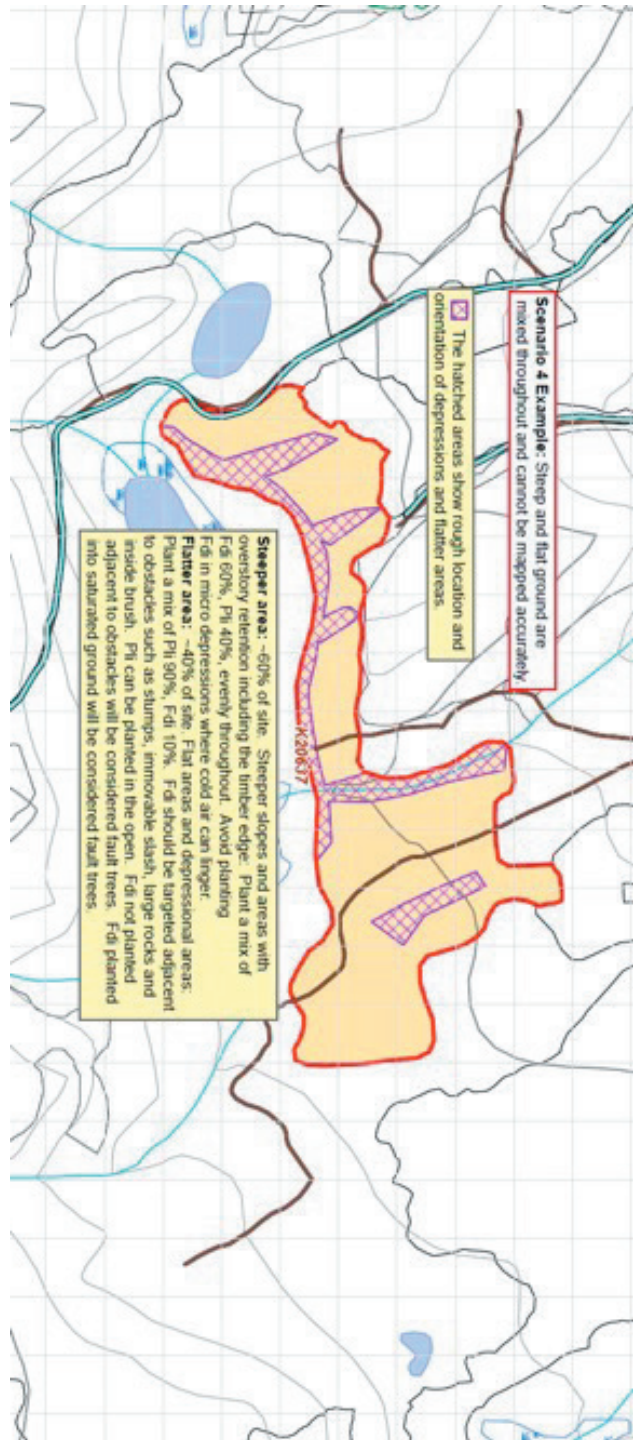 Scenario 4 Example: Steep and flat ground are
mixed throughout and cannot be mapped accurately.
The hatched areas show rough location and
orientation of depressions and flatter areas.
K20637
Steeper area: ~60% of site. Steeper slopes and areas with
overstory retention including the timber edge: Plant a mix of
Fdi 60%, Pli 40%, evenly throughout. Avoid planting
Fdi in micro depressions where cold air can linger.
Flatter area: ~40% of site. Flat areas and depressional areas:
Plant a mix of Pli 90%, Fdi 10%. Fdi should be targeted adjacent
to obstacles such as stumps, immovable slash, large rocks and
inside brush. Pli can be planted in the open. Fdi not planted
adjacent to obstacles will be considered fault trees. Fdi planted
into saturated ground will be considered fault trees.